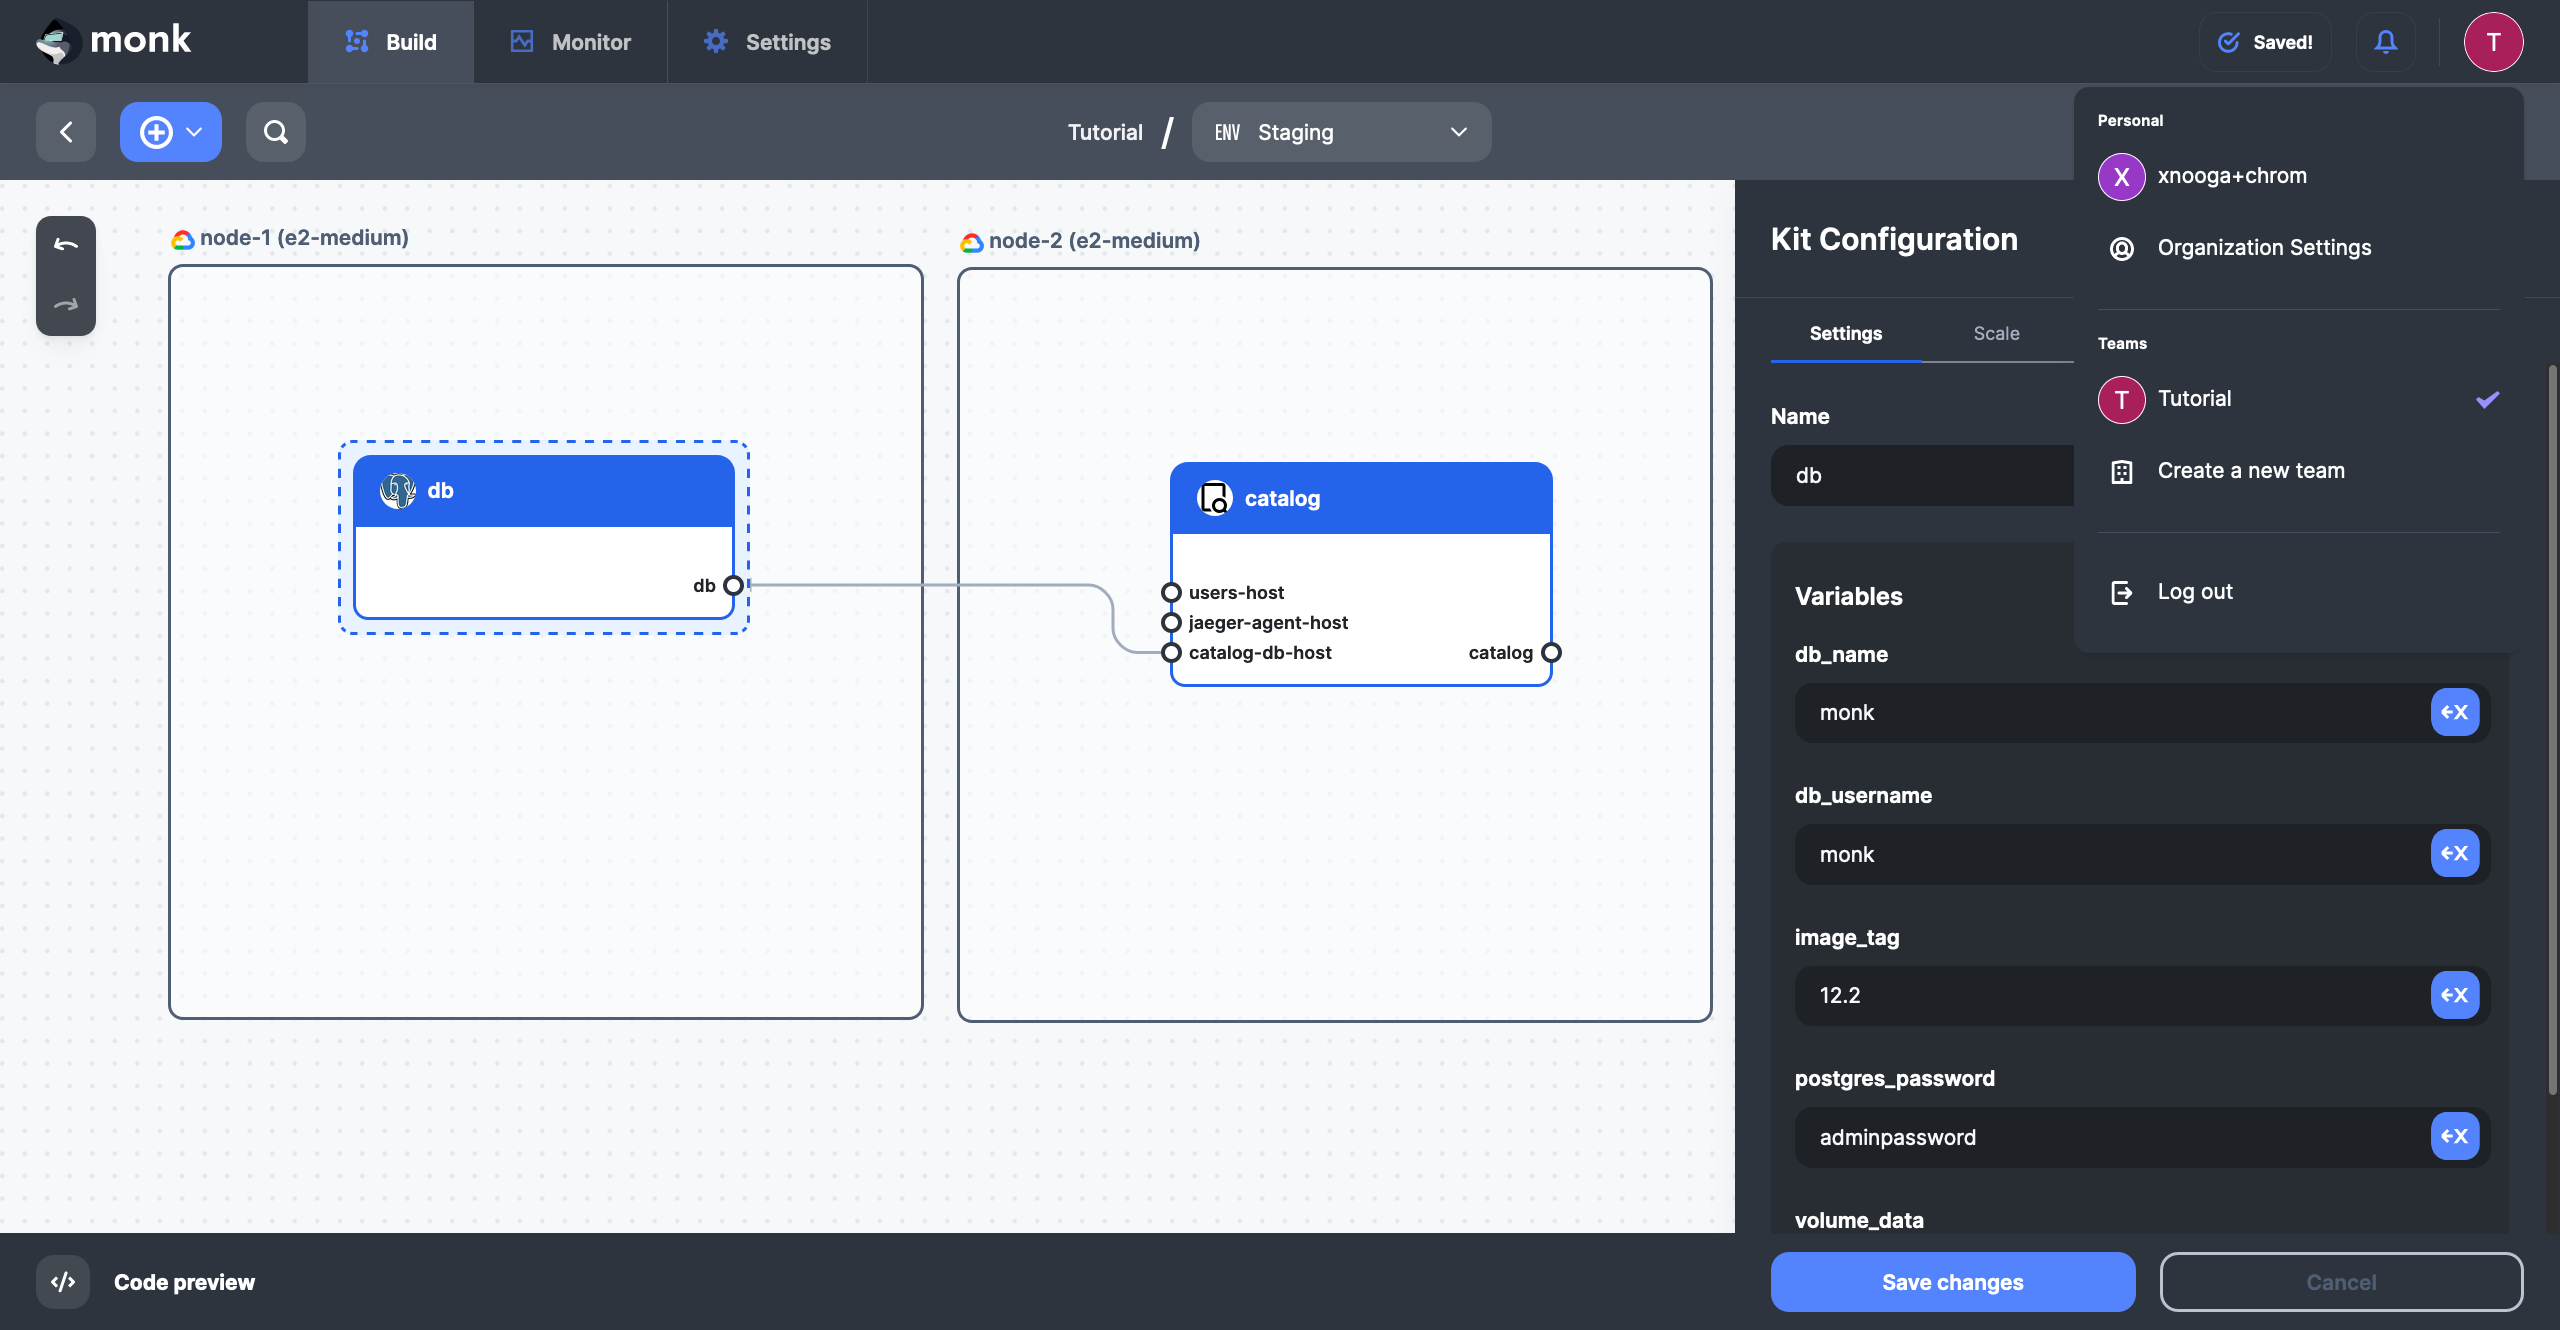 monk
Build
Monitor
Settings
Saved!
T
Tutorial / ENV Staging
node-1 (e2-medium)
node-2 (e2-medium)
db
db
catalog
users-host
jaeger-agent-host
catalog-db-host
catalog
Kit Configuration
Settings
Scale
Name
db
Variables
db_name
monk
db_username
monk
image_tag
12.2
postgres_password
adminpassword
volume_data
Save changes
Cancel
Personal
X xnooga+chrom
Organization Settings
Teams
T Tutorial
Create a new team
Log out
Code preview